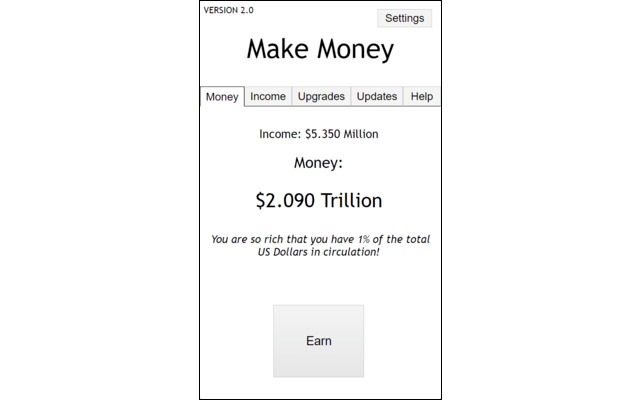 VERSION 2.0
Settings
Make Money
Money Income Upgrades Updates Help
Income: $5.350 Million
Money:
$2.090 Trillion
You are so rich that you have 1% of the total
US Dollars in circulation!
Earn